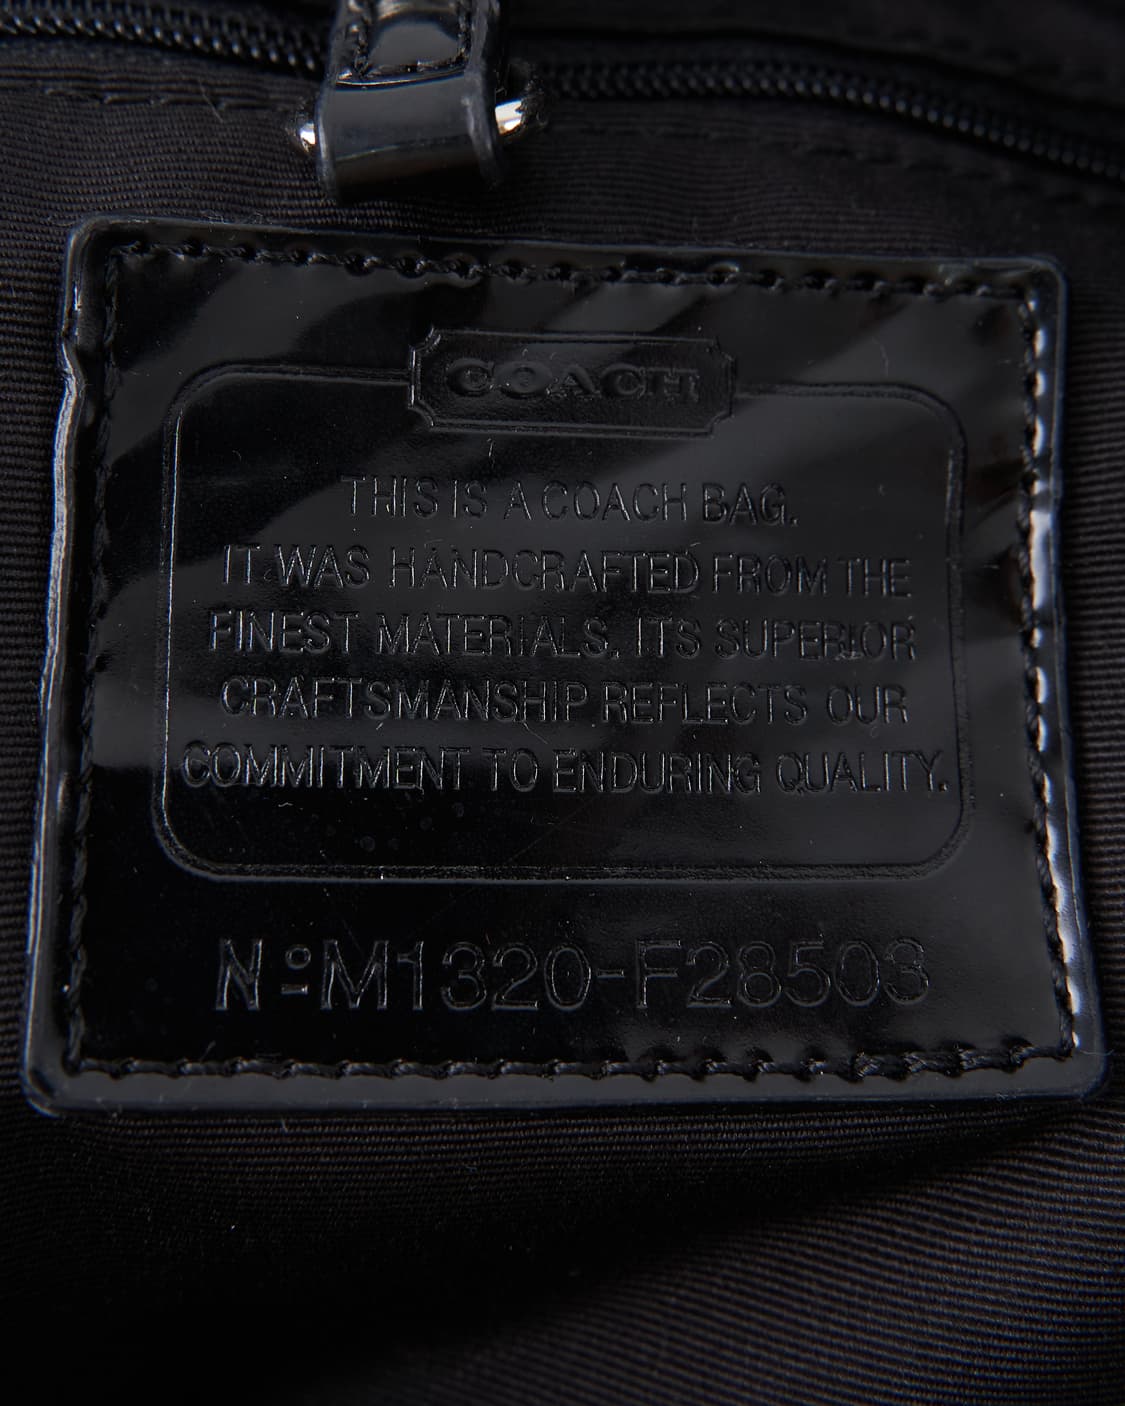 COACH
THIS IS A COACH BAG.
IT WAS HANDCRAFTED FROM THE
FINEST MATERIALS. ITS SUPERIOR
CRAFTSMANSHIP REFLECTS OUR
COMMITMENT TO ENDURING QUALITY.
Nº M1320-F28503